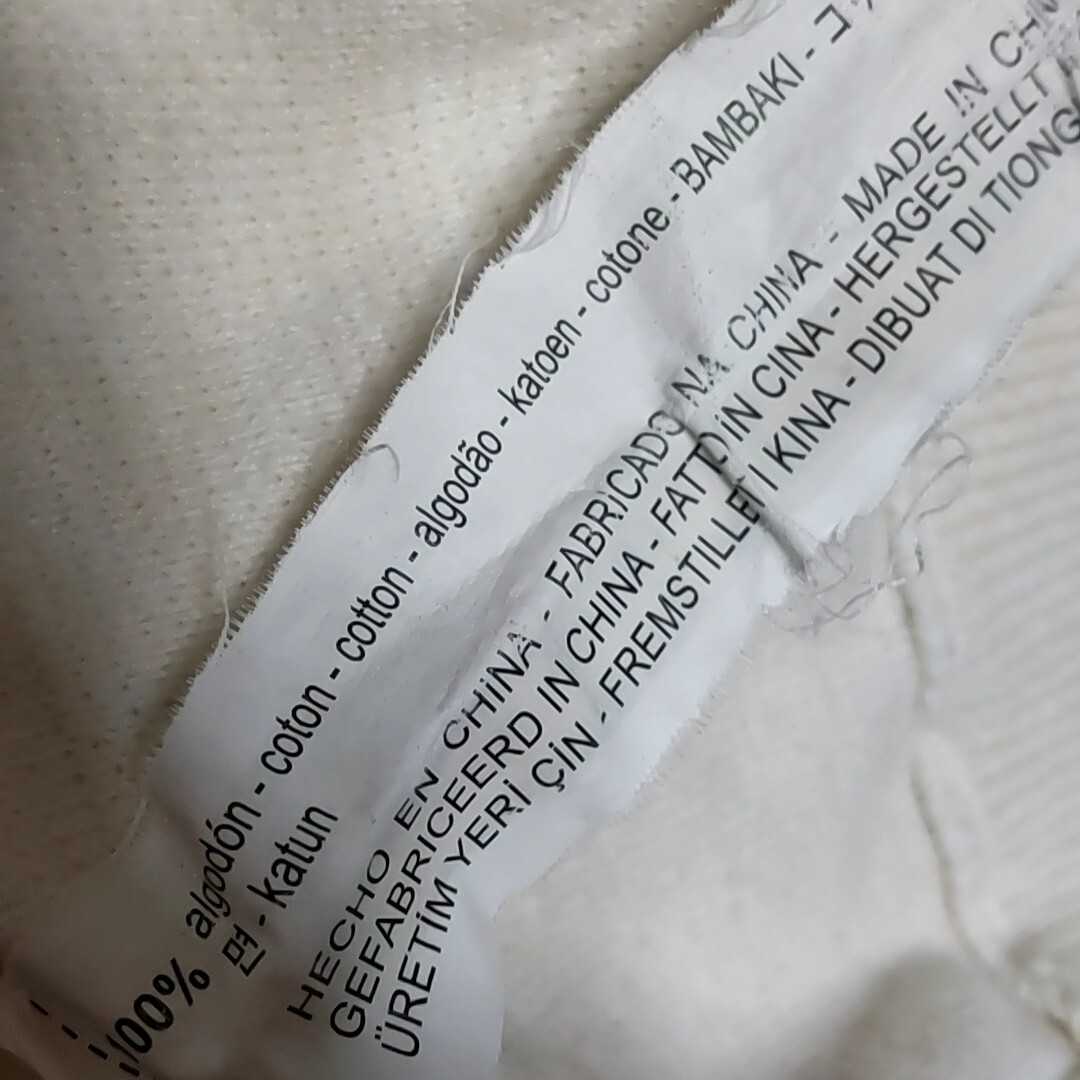 100% algodón - coton - cotton - algodão - katoen - cotone - BAMBAKI -
면 - katun
HECHO EN CHINA - FABRICADO NA CHINA - MADE IN
GEFABRICEERD IN CHINA - FATTO IN CINA - HERGESTELLT
ÜRETİM YERİ ÇİN - FREMSTILLET I KINA - DIBUAT DI